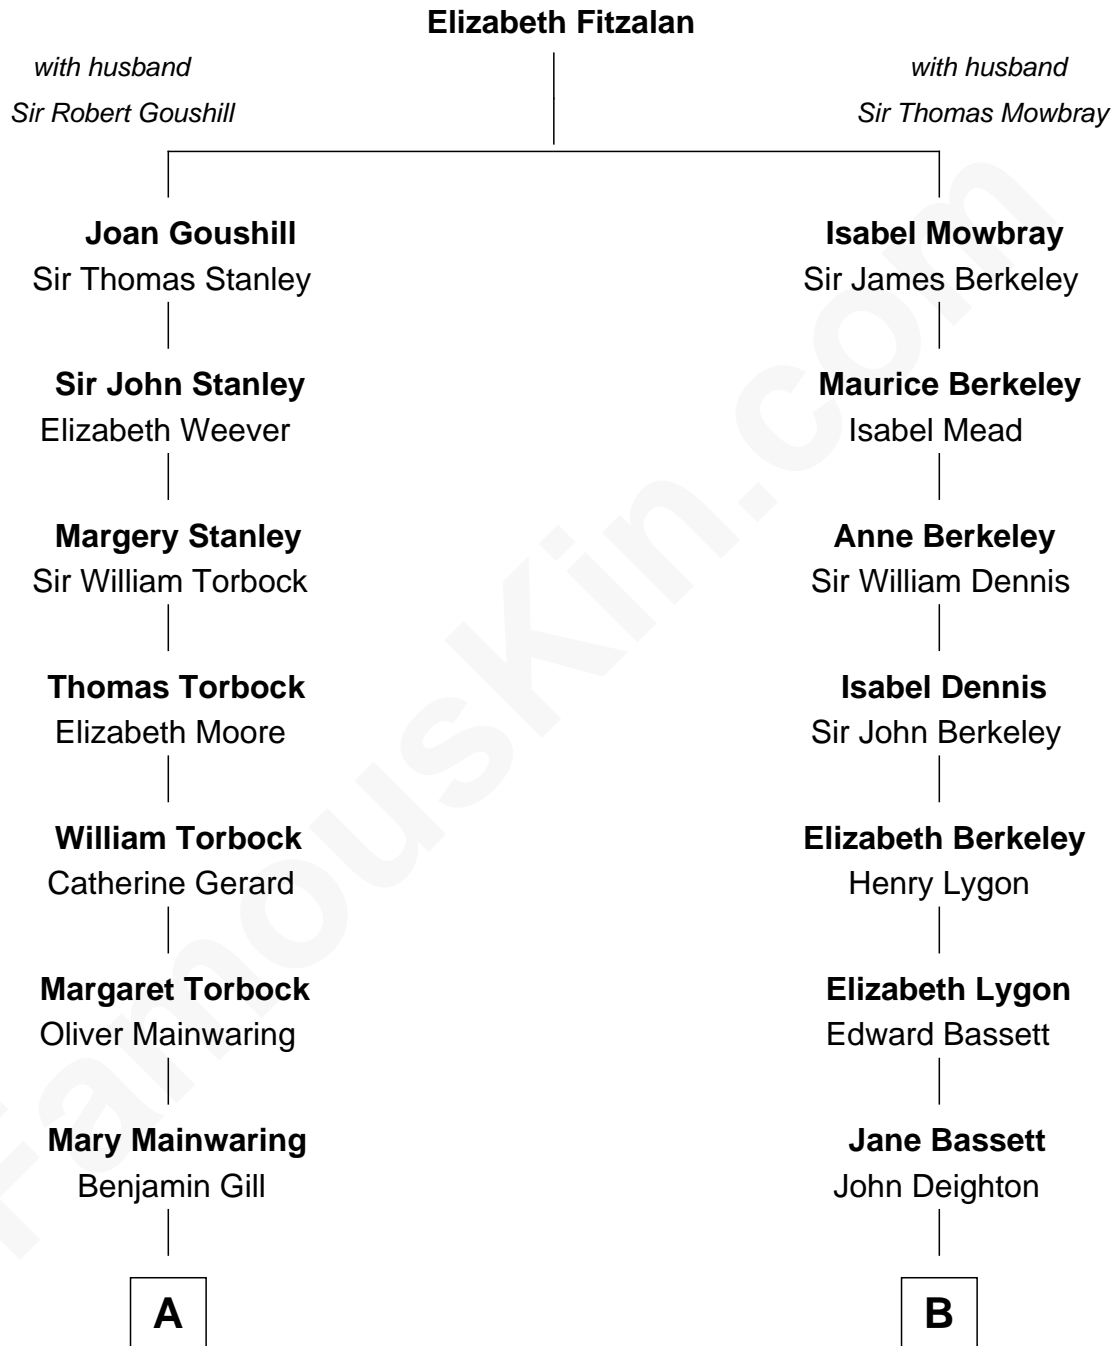 Elizabeth Fitzalan
with husband
Sir Robert Goushill
with husband
Sir Thomas Mowbray
Joan Goushill
Sir Thomas Stanley
Isabel Mowbray
Sir James Berkeley
Sir John Stanley
Elizabeth Weever
Maurice Berkeley
Isabel Mead
Margery Stanley
Sir William Torbock
Anne Berkeley
Sir William Dennis
Thomas Torbock
Elizabeth Moore
Isabel Dennis
Sir John Berkeley
William Torbock
Catherine Gerard
Elizabeth Berkeley
Henry Lygon
Margaret Torbock
Oliver Mainwaring
Elizabeth Lygon
Edward Bassett
Mary Mainwaring
Benjamin Gill
Jane Bassett
John Deighton
A
B
FamousKin.com